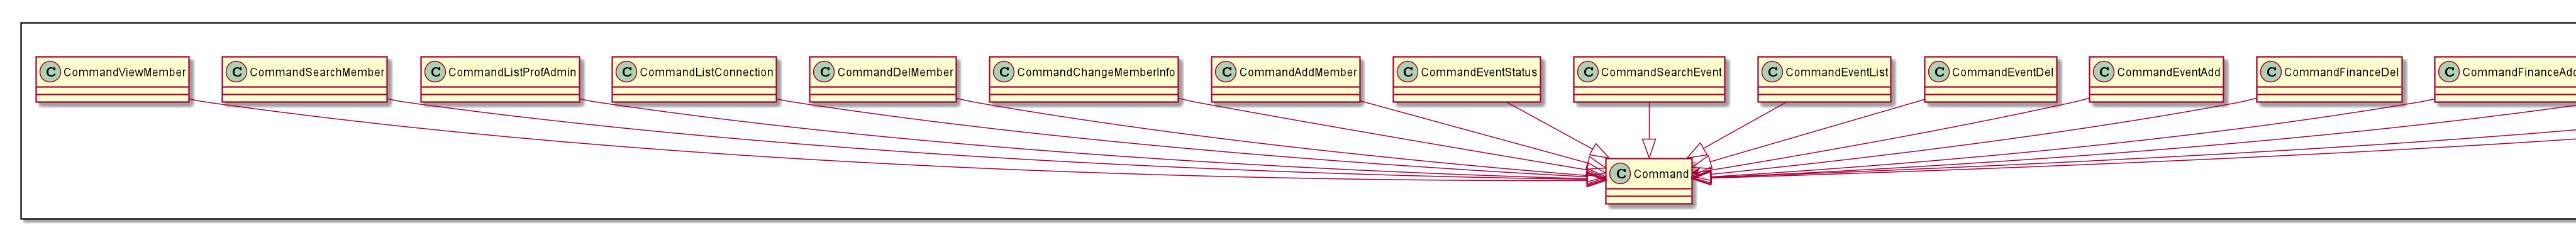 C CommandViewMember
C CommandSearchMember
C CommandListProfAdmin
C CommandListConnection
C CommandDelMember
C CommandChangeMemberInfo
C CommandAddMember
C CommandEventStatus
C CommandSearchEvent
C CommandEventList
C CommandEventDel
C CommandEventAdd
C CommandFinanceDel
C CommandFinanceAdd
C Command